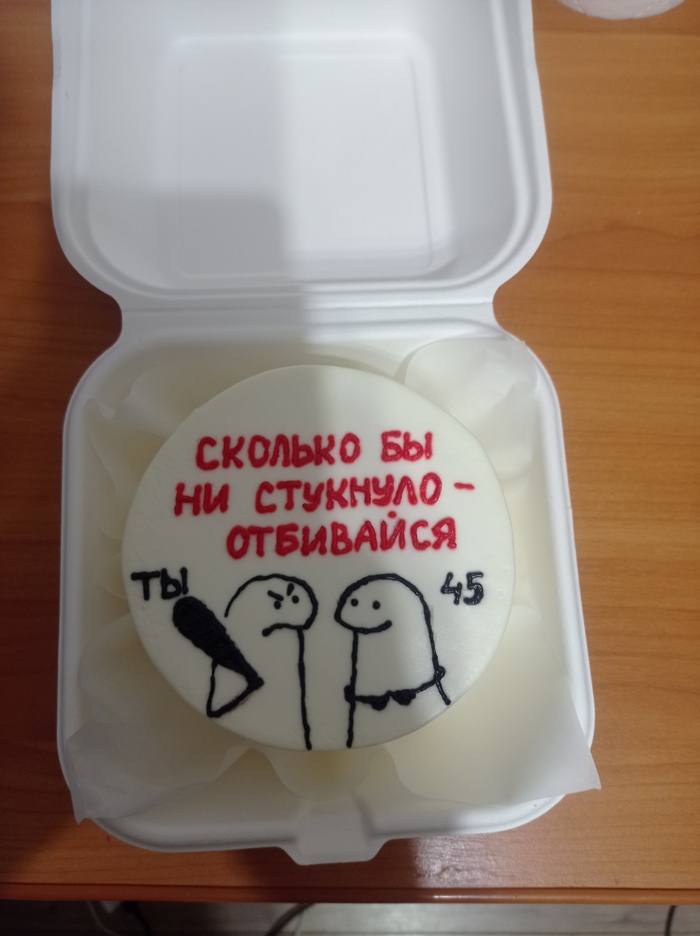 СКОЛЬКО БЫ
НИ СТУКНУЛО -
ОТБИВАЙСЯ
ТЫ
45